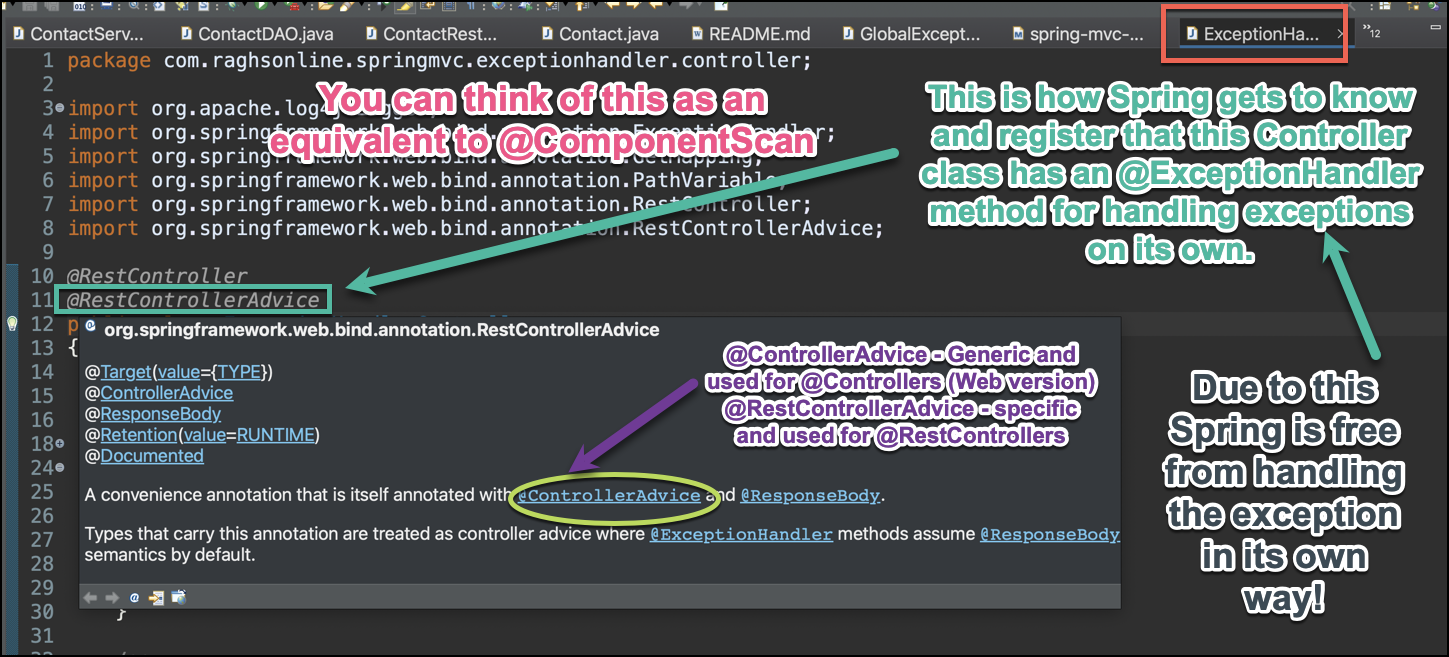 ContactServ... ContactDAO.java ContactRest... Contact.java README.md GlobalExcept... spring-mvc-... ExceptionHa... 12
1 package com.raghsonline.springmvc.exceptionhandler.controller;
2
3 import org.apache.log4j.Logger;
4 import org.springframework.web.bind.annotation.ExceptionHandler;
5 import org.springframework.web.bind.annotation.GetMapping;
6 import org.springframework.web.bind.annotation.PathVariable;
7 import org.springframework.web.bind.annotation.RestController;
8 import org.springframework.web.bind.annotation.RestControllerAdvice;
9
10 @RestController
11 @RestControllerAdvice
12 p
13 {
14
15
16
18
24
25
26
27
28
29
30 }
31
You can think of this as an
equivalent to @ComponentScan
This is how Spring gets to know
and register that this Controller
class has an @ExceptionHandler
method for handling exceptions
on its own.
org.springframework.web.bind.annotation.RestControllerAdvice
@Target(value={TYPE})
@ControllerAdvice
@ResponseBody
@Retention(value=RUNTIME)
@Documented
A convenience annotation that is itself annotated with @ControllerAdvice and @ResponseBody.
Types that carry this annotation are treated as controller advice where @ExceptionHandler methods assume @ResponseBody
semantics by default.
@ControllerAdvice - Generic and
used for @Controllers (Web version)
@RestControllerAdvice - specific
and used for @RestControllers
Due to this
Spring is free
from handling
the exception
in its own
way!